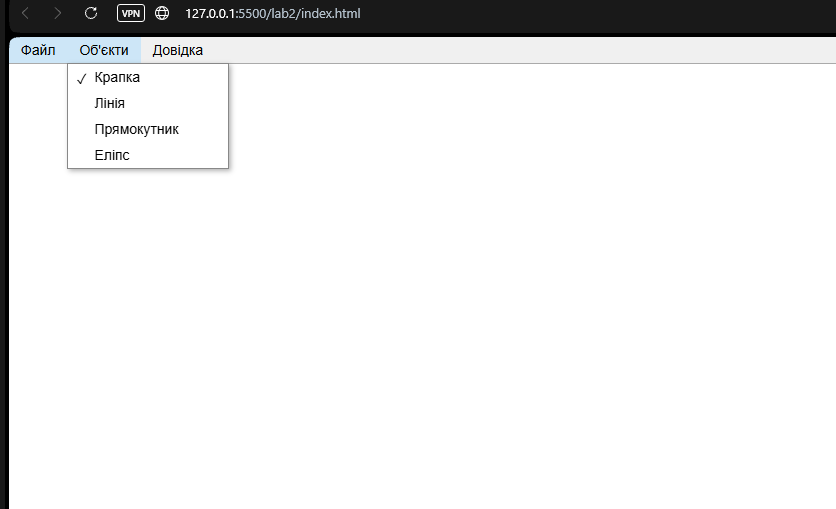 VPN 127.0.0.1:5500/lab2/index.html
Файл Об'єкти Довідка
✓ Крапка
Лінія
Прямокутник
Еліпс